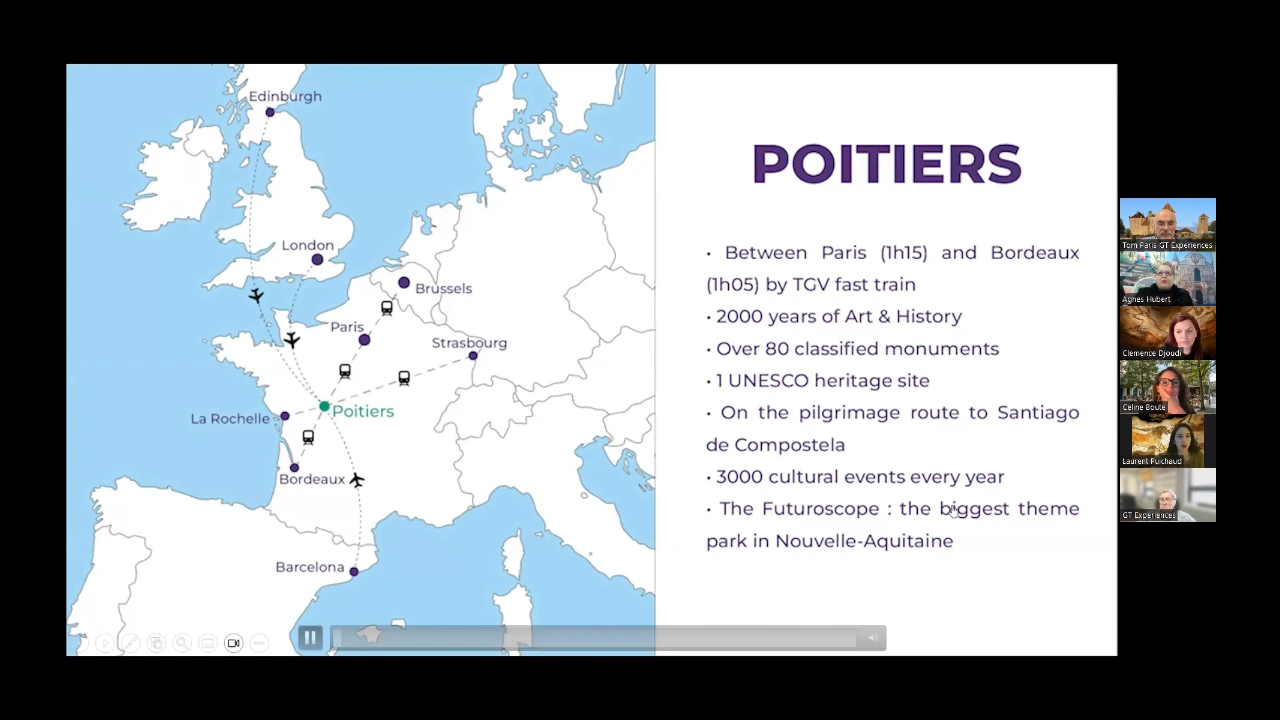 Edinburgh
London
Brussels
Paris
Strasbourg
La Rochelle
Poitiers
Bordeaux
Barcelona
POITIERS
• Between Paris (1h15) and Bordeaux
(1h05) by TGV fast train
• 2000 years of Art & History
• Over 80 classified monuments
• 1 UNESCO heritage site
• On the pilgrimage route to Santiago
de Compostela
• 3000 cultural events every year
• The Futuroscope : the biggest theme
park in Nouvelle-Aquitaine
Tom Paris GT Experiences
Agnes Hubert
Clemence Djoudi
Celine Boute
Laurent Puichaud
GT Experiences